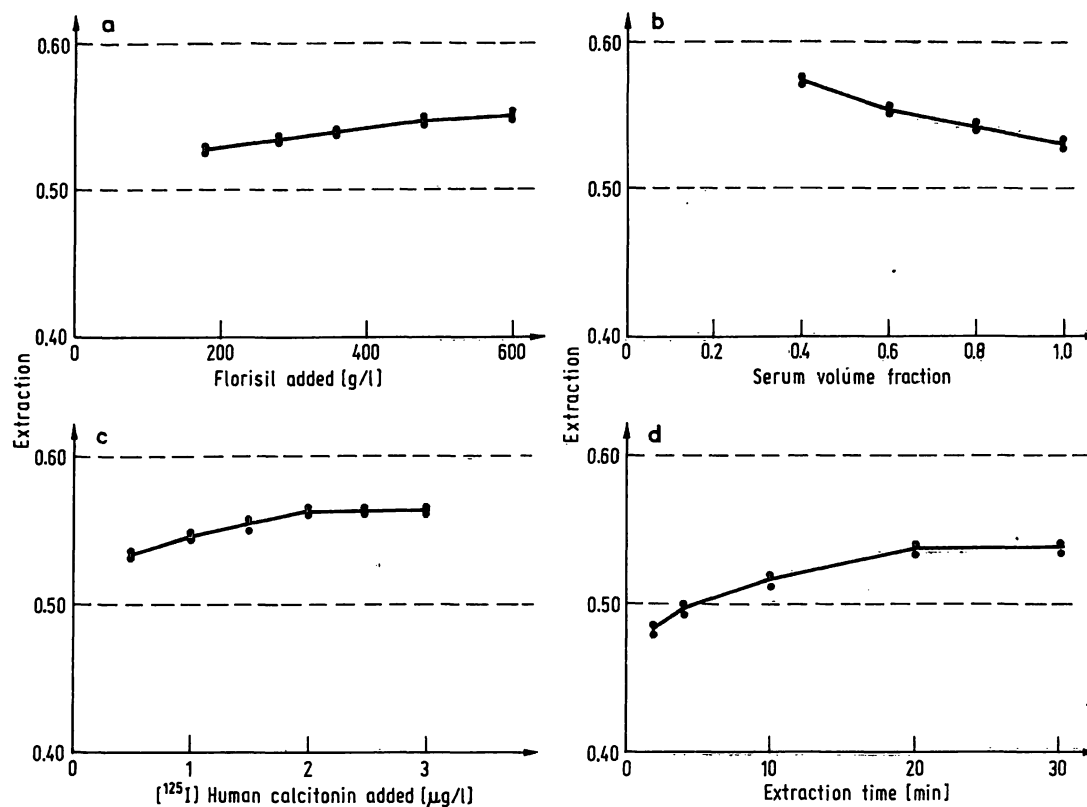 a
0.60
0.50
0.40
0 200 400 600
Florisil added [g/l]
b
0.60
0.50
0.40
0 0.2 0.4 0.6 0.8 1.0
Serum volúme fraction
Extraction
Extraction
c
0.60
0.50
0.40
0 1 2 3
[¹²⁵I] Human calcitonin added [µg/l]
d
0.60
0.50
0.40
0 10 20 30
Extraction time [min]